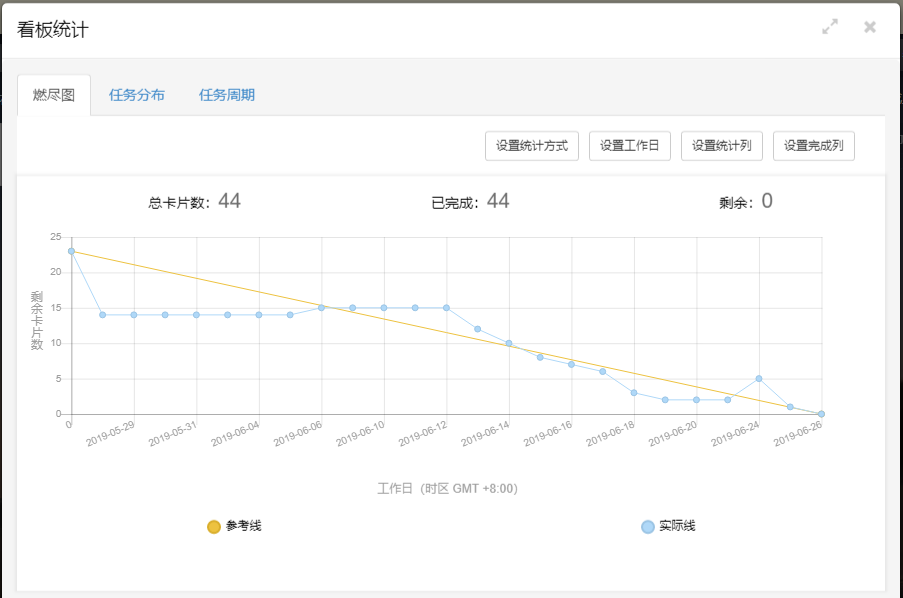 看板统计
燃尽图 任务分布 任务周期
设置统计方式 设置工作日 设置统计列 设置完成列
总卡片数: 44 已完成: 44 剩余: 0
25
20
15
10
5
0
剩余卡片数
0 2019-05-29 2019-05-31 2019-06-04 2019-06-06 2019-06-10 2019-06-12 2019-06-14 2019-06-16 2019-06-18 2019-06-20 2019-06-24 2019-06-26
工作日（时区 GMT +8:00）
参考线 实际线